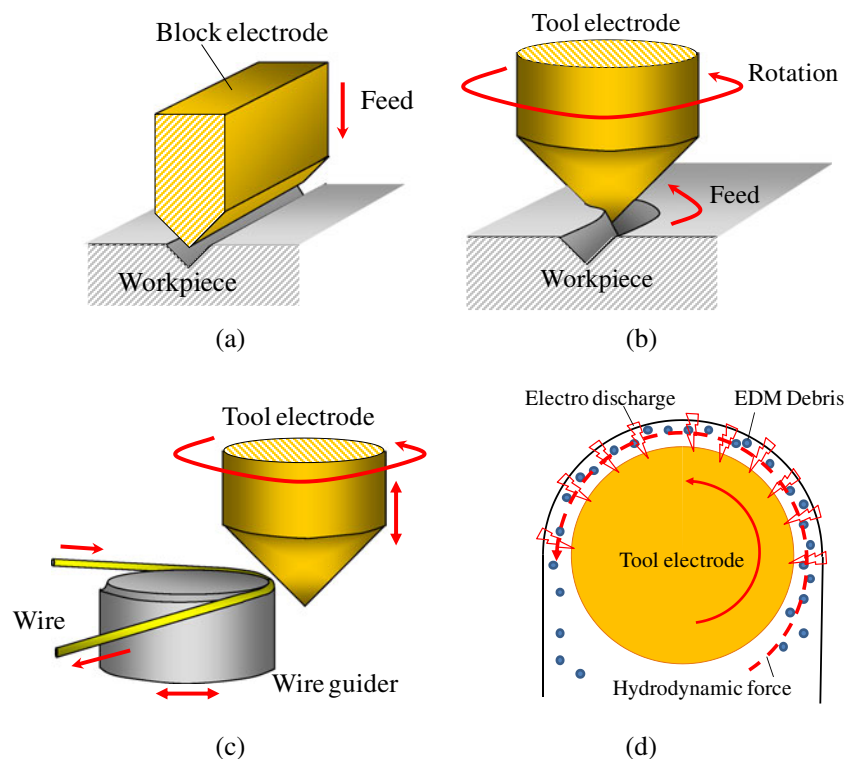 Block electrode
Feed
Workpiece
(a)
Tool electrode
Rotation
Feed
Workpiece
(b)
Tool electrode
Wire
Wire guider
(c)
Electro discharge
EDM Debris
Tool electrode
Hydrodynamic force
(d)